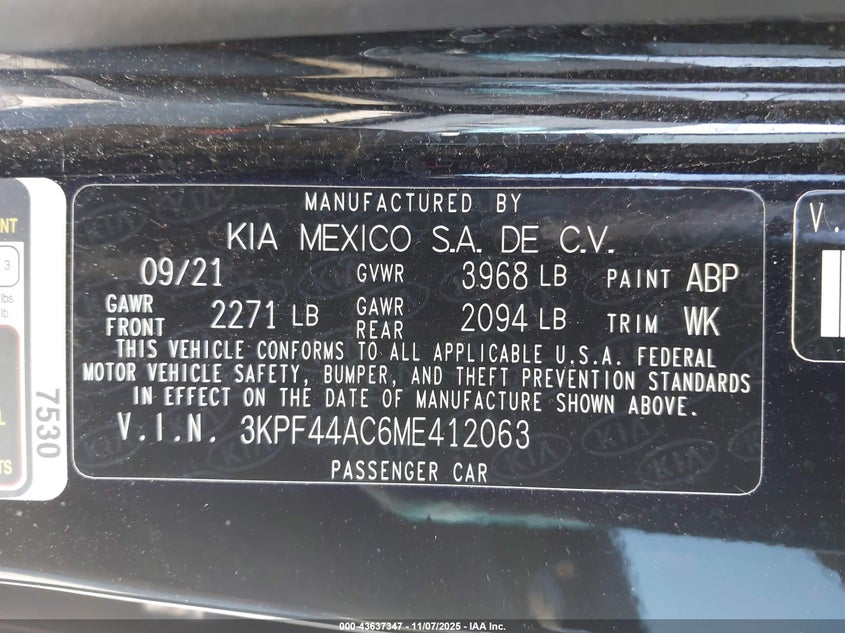 MANUFACTURED BY
KIA MEXICO S.A. DE C.V.
09/21 GVWR 3968 LB PAINT ABP
GAWR FRONT 2271 LB GAWR REAR 2094 LB TRIM WK
THIS VEHICLE CONFORMS TO ALL APPLICABLE U.S.A. FEDERAL
MOTOR VEHICLE SAFETY, BUMPER, AND THEFT PREVENTION STANDARDS
IN EFFECT ON THE DATE OF MANUFACTURE SHOWN ABOVE.
V.I.N. 3KPF44AC6ME412063
PASSENGER CAR
7530
3
lbs.
lb.
V.
000-43637347 - 11/07/2025 - IAA Inc.